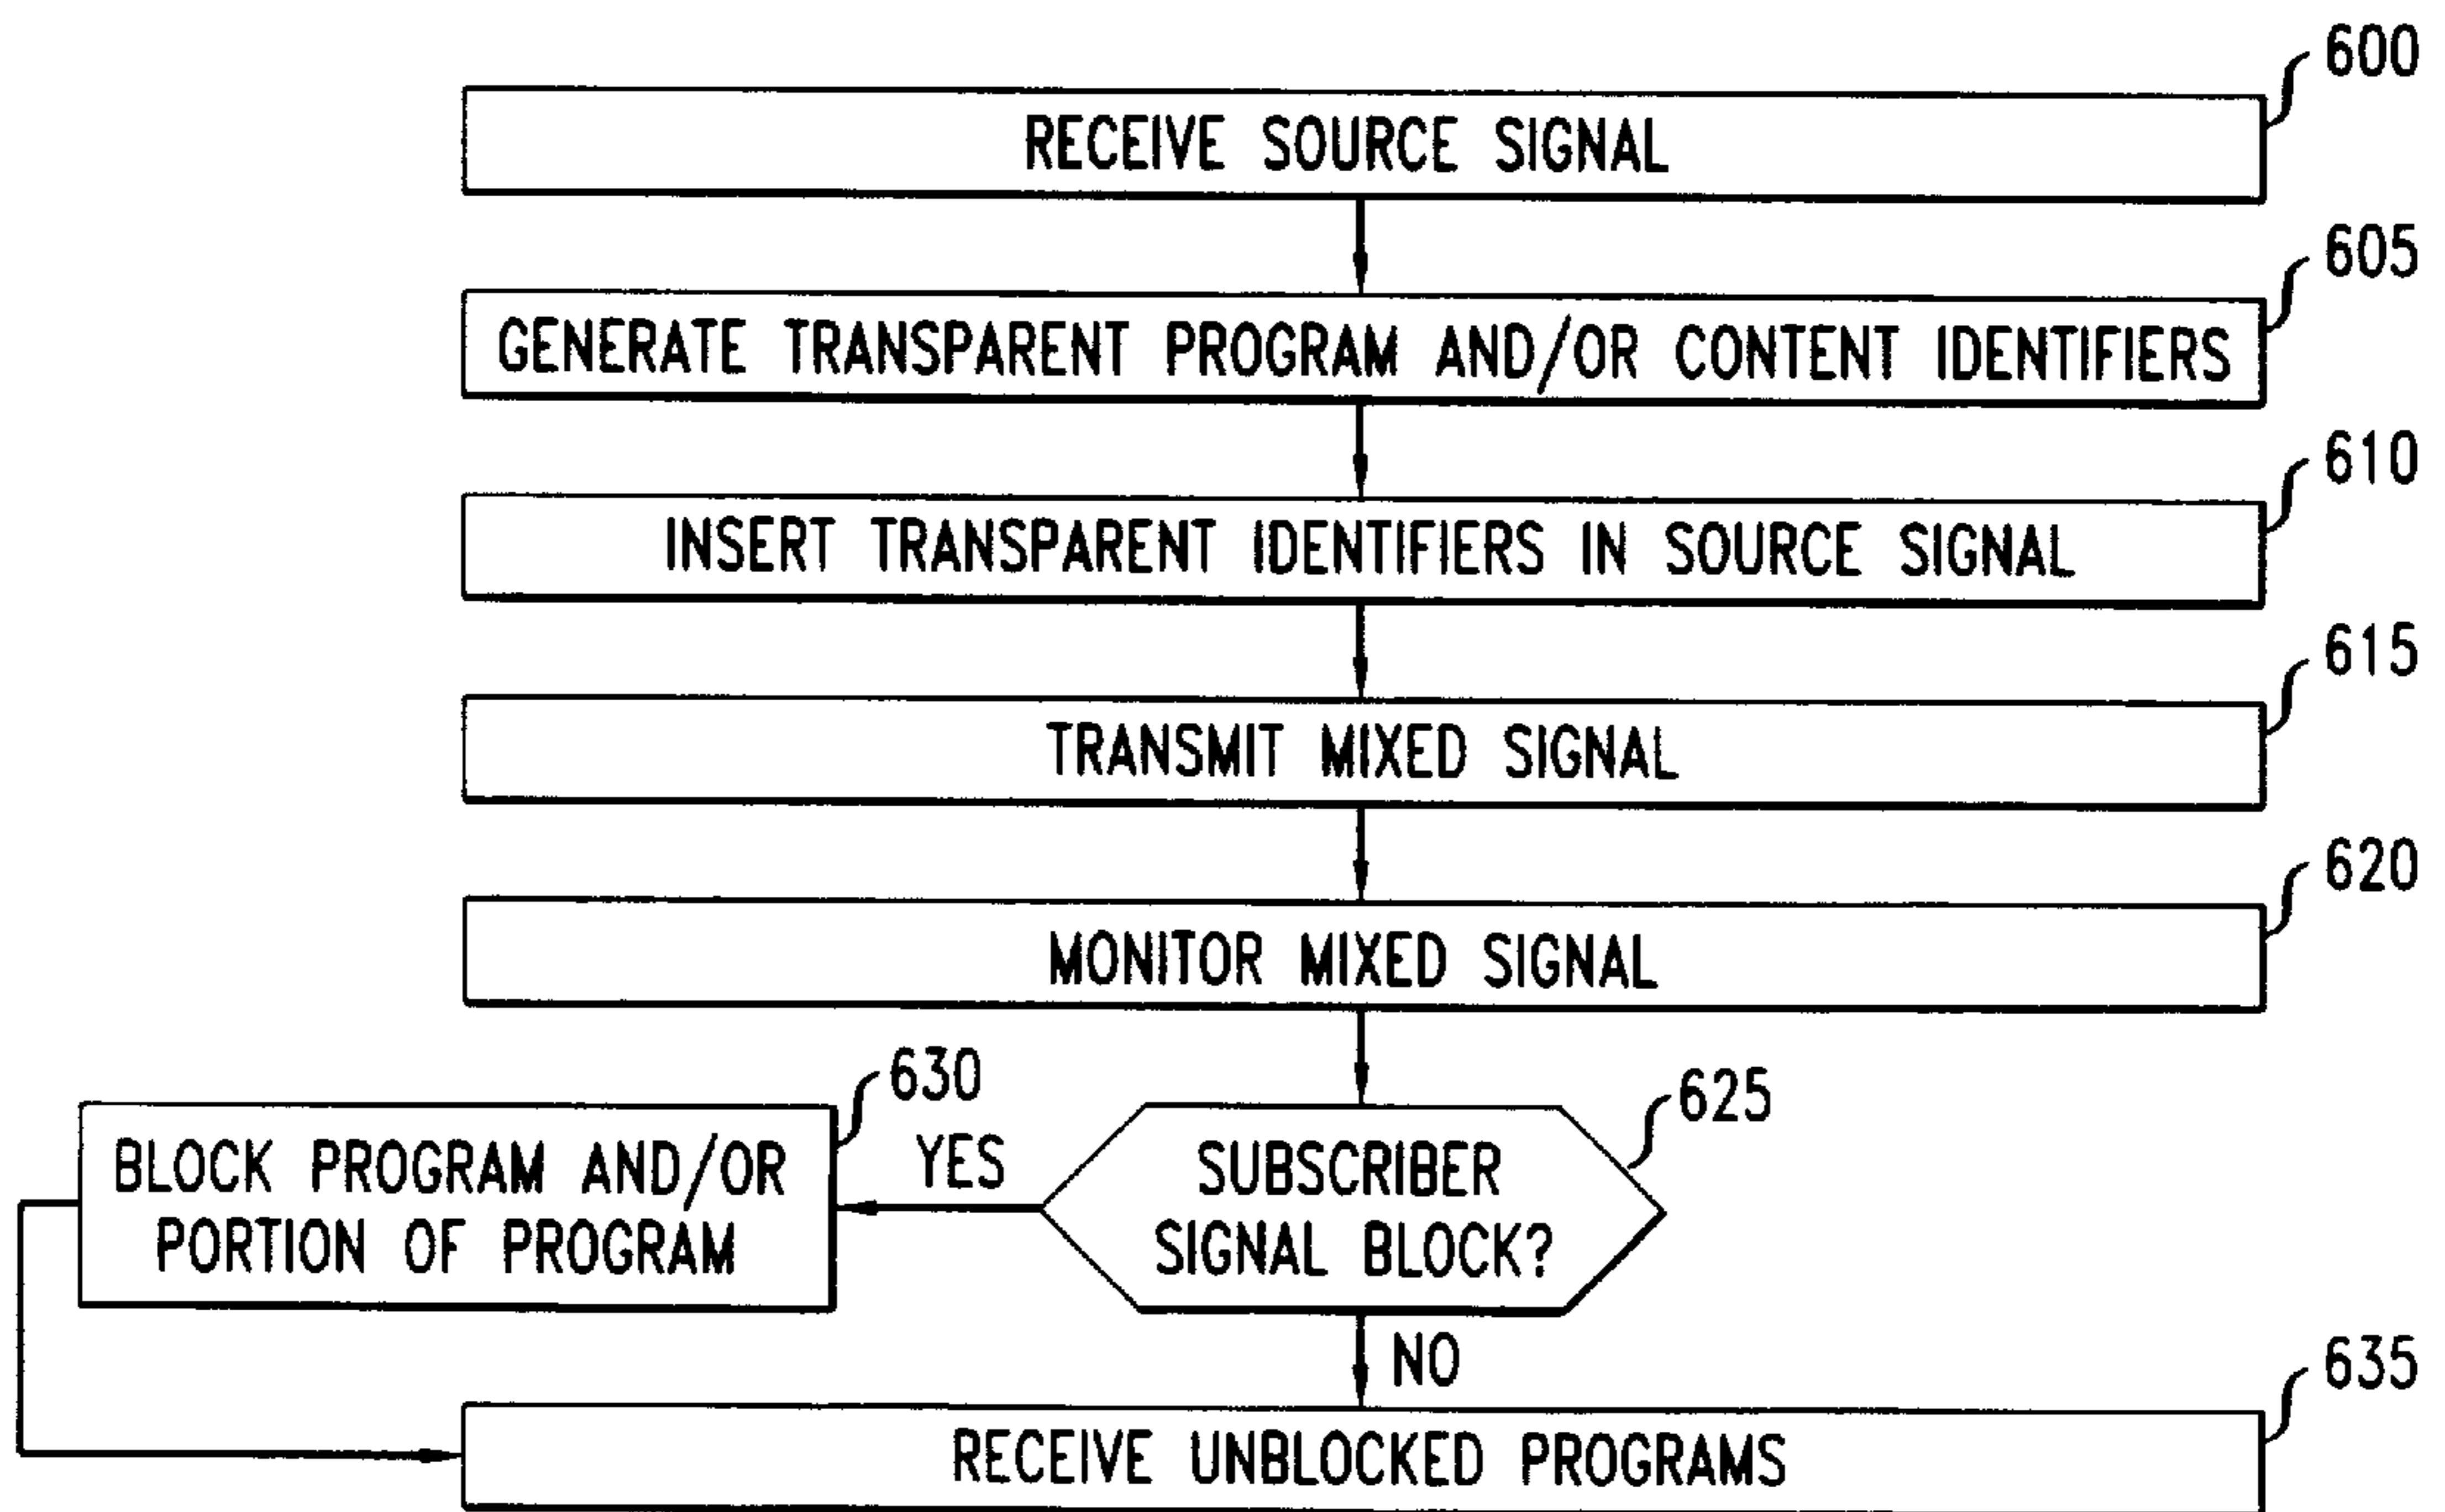 600
RECEIVE SOURCE SIGNAL
605
GENERATE TRANSPARENT PROGRAM AND/OR CONTENT IDENTIFIERS
610
INSERT TRANSPARENT IDENTIFIERS IN SOURCE SIGNAL
615
TRANSMIT MIXED SIGNAL
620
MONITOR MIXED SIGNAL
630
BLOCK PROGRAM AND/OR
PORTION OF PROGRAM
YES
625
SUBSCRIBER
SIGNAL BLOCK?
NO
635
RECEIVE UNBLOCKED PROGRAMS